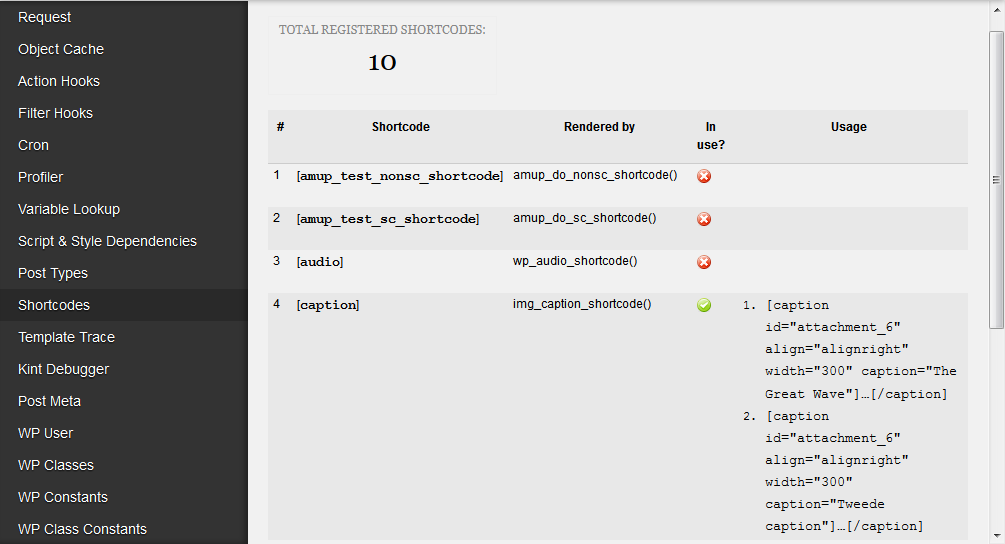 Request
Object Cache
Action Hooks
Filter Hooks
Cron
Profiler
Variable Lookup
Script & Style Dependencies
Post Types
Shortcodes
Template Trace
Kint Debugger
Post Meta
WP User
WP Classes
WP Constants
WP Class Constants
TOTAL REGISTERED SHORTCODES:
10
# Shortcode Rendered by In use? Usage
1 [amup_test_nonsc_shortcode] amup_do_nonsc_shortcode()
2 [amup_test_sc_shortcode] amup_do_sc_shortcode()
3 [audio] wp_audio_shortcode()
4 [caption] img_caption_shortcode() 1. [caption
id="attachment_6"
align="alignright"
width="300" caption="The
Great Wave"]…[/caption]
2. [caption
id="attachment_6"
align="alignright"
width="300"
caption="Tweede
caption"]…[/caption]